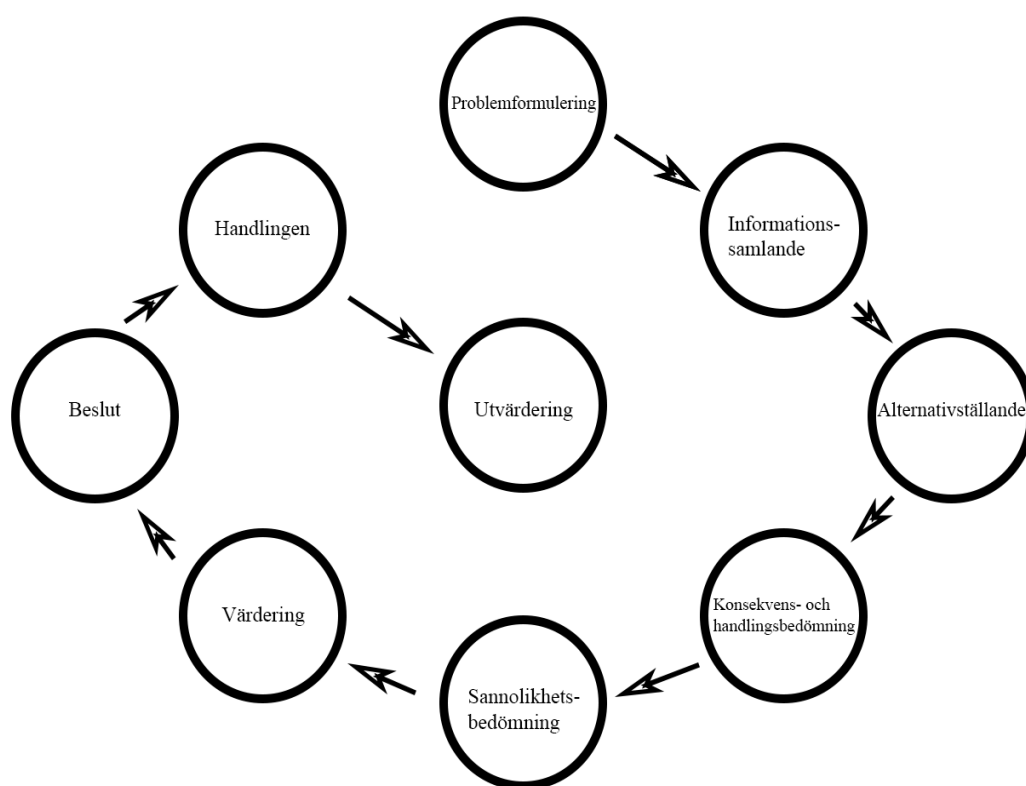 Problemformulering
Informations-
samlande
Alternativställande
Konsekvens- och
handlingsbedömning
Sannolikhets-
bedömning
Värdering
Beslut
Handlingen
Utvärdering